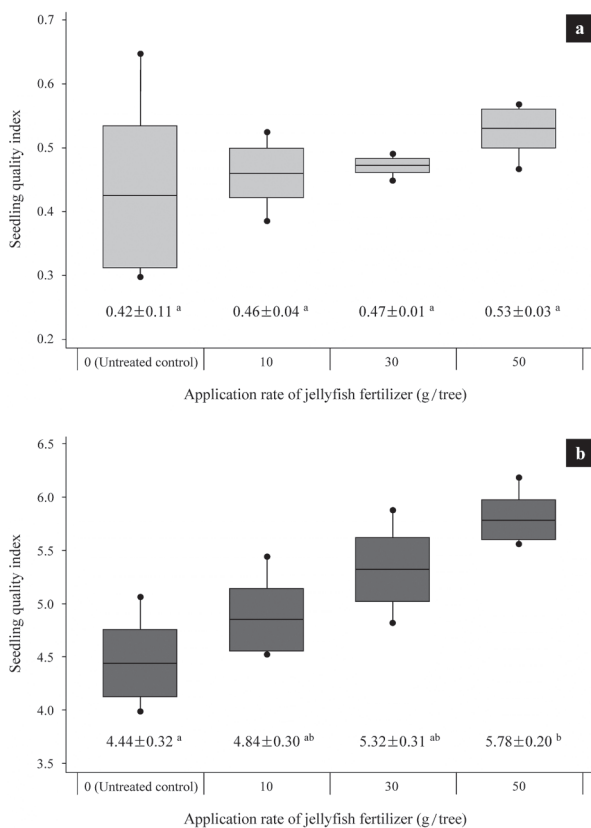 a
0.7
0.6
0.5
0.4
0.3
0.2
Seedling quality index
0.42±0.11 a
0.46±0.04 a
0.47±0.01 a
0.53±0.03 a
0 (Untreated control)
10
30
50
Application rate of jellyfish fertilizer (g/tree)
b
6.5
6.0
5.5
5.0
4.5
4.0
3.5
Seedling quality index
4.44±0.32 a
4.84±0.30 ab
5.32±0.31 ab
5.78±0.20 b
0 (Untreated control)
10
30
50
Application rate of jellyfish fertilizer (g/tree)